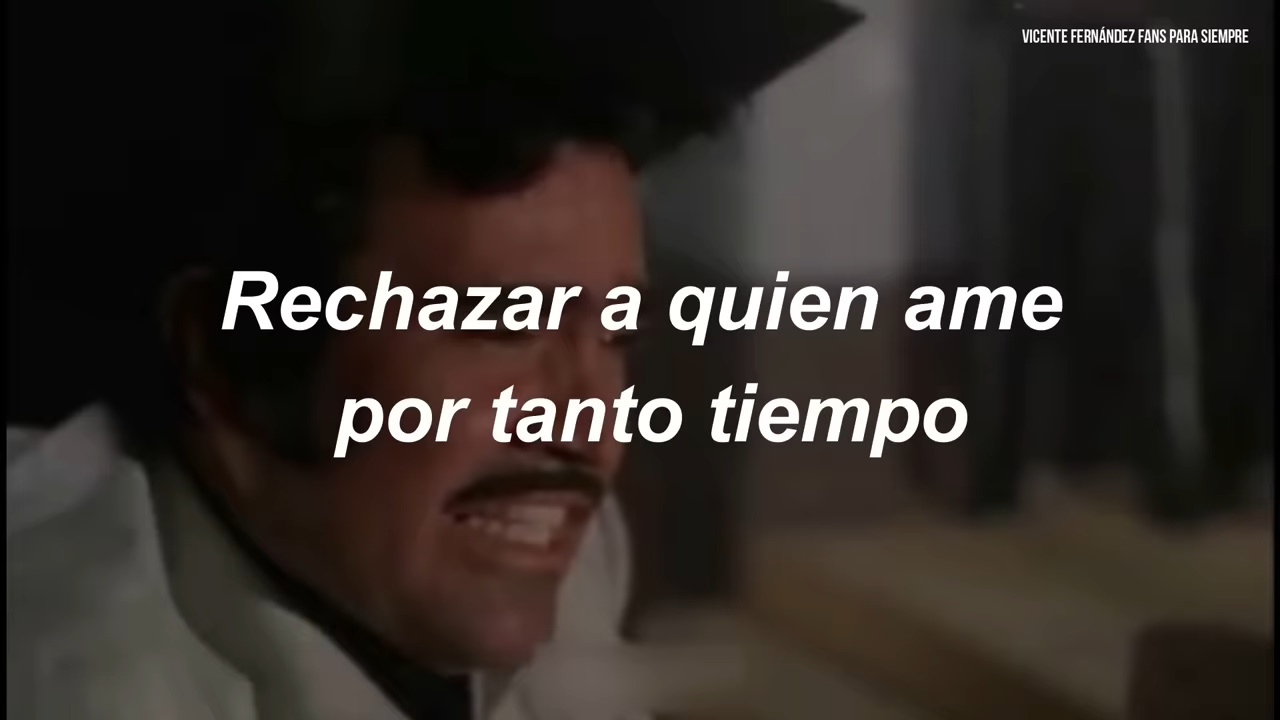 VICENTE FERNÁNDEZ FANS PARA SIEMPRE
Rechazar a quien ame
por tanto tiempo